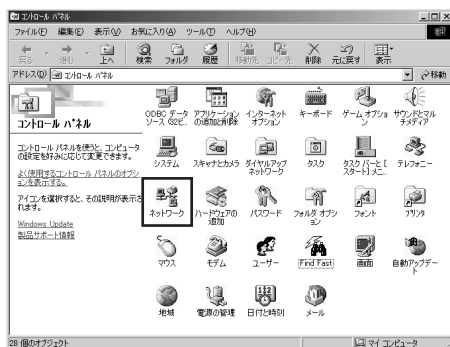 コントロール パネル
ファイル(F) 編集(E) 表示(V) お気に入り(A) ツール(T) ヘルプ(H)
戻る 進む 上へ 検索 フォルダ 履歴 移動先 コピー先 削除 元に戻す 表示
アドレス(D) コントロール パネル 移動
コントロール パネル
コントロール パネルを使うと、コンピュータ
の設定を好みに応じて変更できます。
よく使用するコントロール パネルのオプシ
ョンを表示する。
アイコンを選択すると、その説明が表示さ
れます。
Windows Update
製品サポート情報
ODBC データ
ソース (32ビ...
アプリケーション
の追加と削除
インターネット
オプション
キーボード
ゲーム オプショ
ン
サウンドとマル
チメディア
システム
スキャナとカメラ
ダイヤルアップ
ネットワーク
タスク
タスク バーと [
スタート] メニ...
テレフォニー
ネットワーク
ハードウェアの
追加
パスワード
フォルダ オプシ
ョン
フォント
プリンタ
マウス
モデム
ユーザー
Find Fast
画面
自動アップデー
ト
地域
電源の管理
日付と時刻
メール
28 個のオブジェクト
マイ コンピュータ